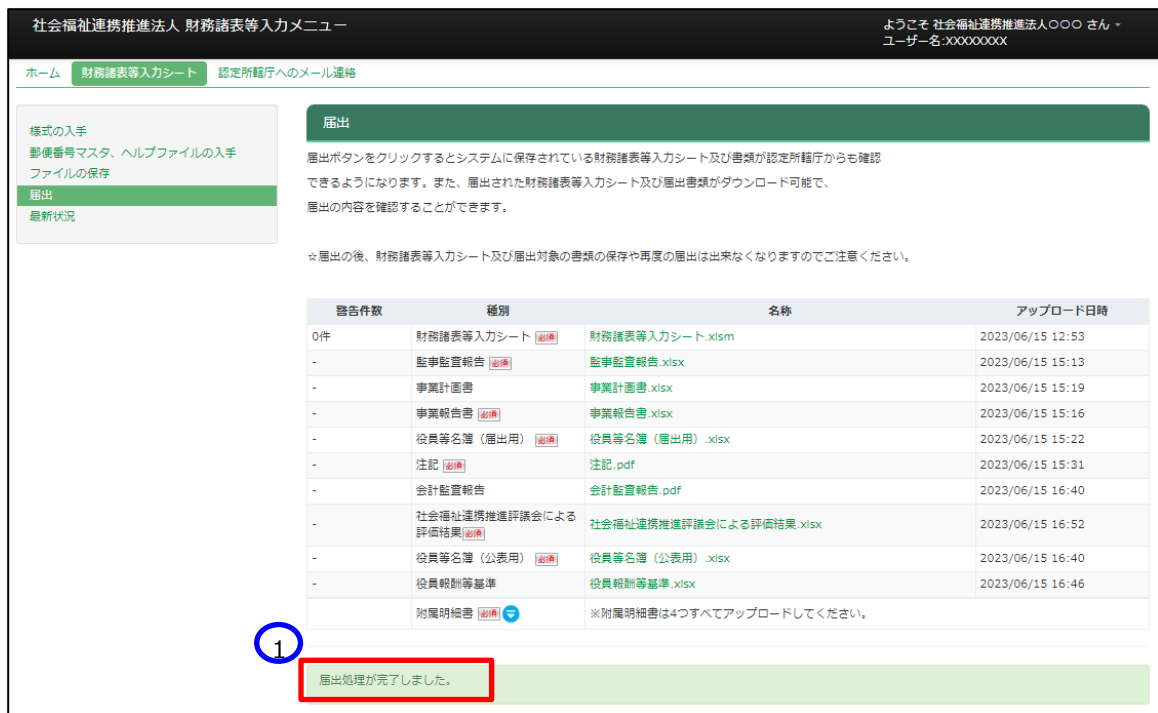 社会福祉連携推進法人 財務諸表等入力メニュー
ようこそ 社会福祉連携推進法人〇〇〇 さん
ユーザー名:XXXXXXXX
ホーム 財務諸表等入力シート 認定所轄庁へのメール連絡
様式の入手
郵便番号マスタ、ヘルプファイルの入手
ファイルの保存
届出
最新状況
届出
届出ボタンをクリックするとシステムに保存されている財務諸表等入力シート及び書類が認定所轄庁からも確認
できるようになります。また、届出された財務諸表等入力シート及び届出書類がダウンロード可能で、
届出の内容を確認することができます。
☆届出の後、財務諸表等入力シート及び届出対象の書類の保存や再度の届出は出来なくなりますのでご注意ください。
警告件数 種別 名称 アップロード日時
0件 財務諸表等入力シート 必須 財務諸表等入力シート.xlsm 2023/06/15 12:53
- 監事監査報告 必須 監事監査報告.xlsx 2023/06/15 15:13
- 事業計画書 事業計画書.xlsx 2023/06/15 15:19
- 事業報告書 必須 事業報告書.xlsx 2023/06/15 15:16
- 役員等名簿（届出用） 必須 役員等名簿（届出用）.xlsx 2023/06/15 15:22
- 注記 必須 注記.pdf 2023/06/15 15:31
- 会計監査報告 会計監査報告.pdf 2023/06/15 16:40
- 社会福祉連携推進評議会による
評価結果 必須 社会福祉連携推進評議会による評価結果.xlsx 2023/06/15 16:52
- 役員等名簿（公表用） 必須 役員等名簿（公表用）.xlsx 2023/06/15 16:40
- 役員報酬等基準 役員報酬等基準.xlsx 2023/06/15 16:46
附属明細書 必須 ※附属明細書は4つすべてアップロードしてください。
1
届出処理が完了しました。